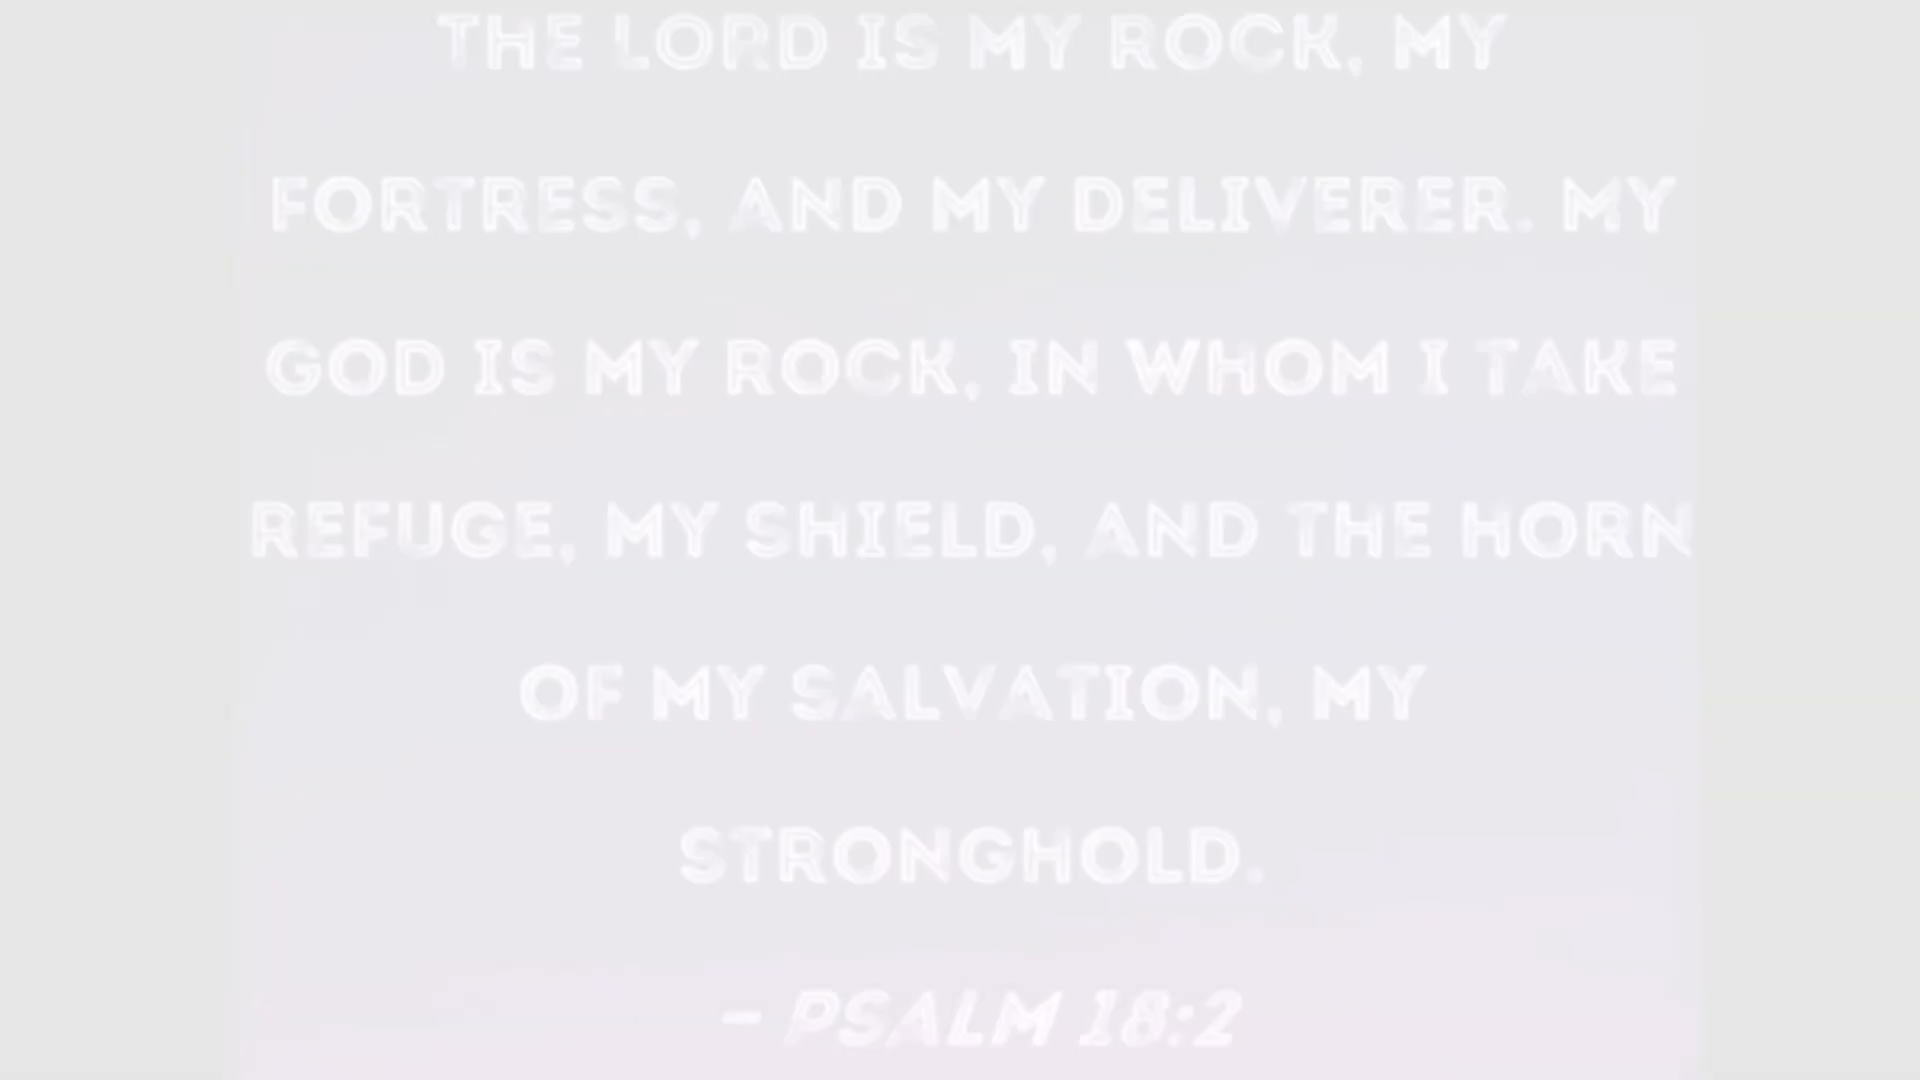 THE LORD IS MY ROCK, MY
FORTRESS, AND MY DELIVERER. MY
GOD IS MY ROCK, IN WHOM I TAKE
REFUGE, MY SHIELD, AND THE HORN
OF MY SALVATION, MY
STRONGHOLD.
– PSALM 18:2